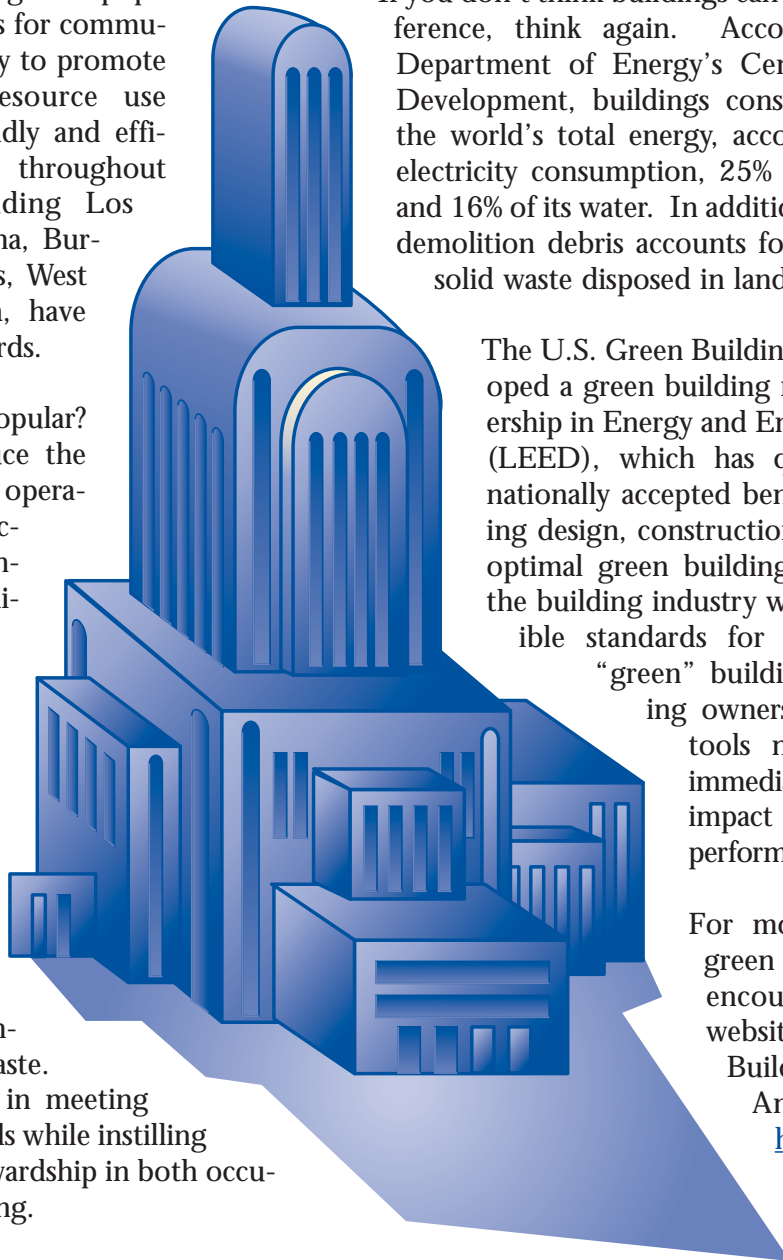 s for commu-
y to promote
esource use
dly and effi-
throughout
ding Los
na, Bur-
s, West
, have
rds.
opular?
ce the
opera-
c-
n-
i-
n-
aste.
in meeting
ls while instilling
wardship in both occu-
ng.
If you don't think buildings can
ference, think again. Acco
Department of Energy's Cen
Development, buildings cons
the world's total energy, acco
electricity consumption, 25%
and 16% of its water. In additio
demolition debris accounts fo
solid waste disposed in land
The U.S. Green Buildin
oped a green building r
ership in Energy and En
(LEED), which has
nationally accepted ben
ing design, construction
optimal green building
the building industry w
ible standards for
“green” buildi
ing owners
tools n
immedia
impact
perform
For mo
green
encou
websit
Build
An
h